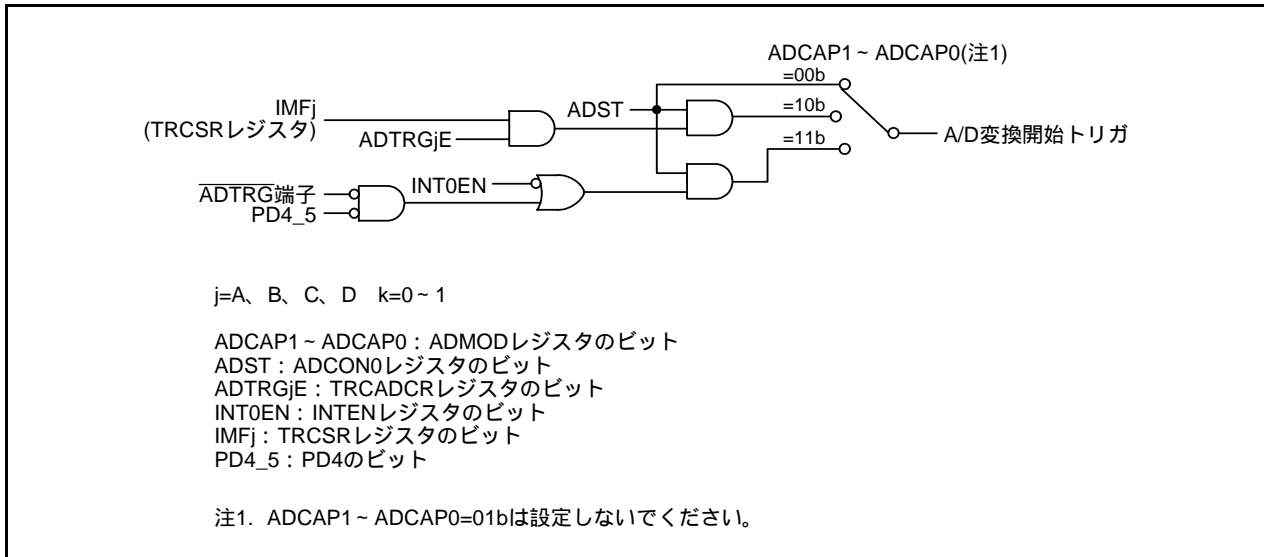 ADCAP1 ~ ADCAP0(注1)
=00b
IMFj
(TRCSRレジスタ)
ADST
=10b
ADTRGjE
A/D変換開始トリガ
=11b
INT0EN
ADTRG端子
PD4_5
j=A、B、C、D k=0 ~ 1
ADCAP1 ~ ADCAP0：ADMODレジスタのビット
ADST：ADCON0レジスタのビット
ADTRGjE：TRCADCRレジスタのビット
INT0EN：INTENレジスタのビット
IMFj：TRCSRレジスタのビット
PD4_5：PD4のビット
注1. ADCAP1 ~ ADCAP0=01bは設定しないでください。